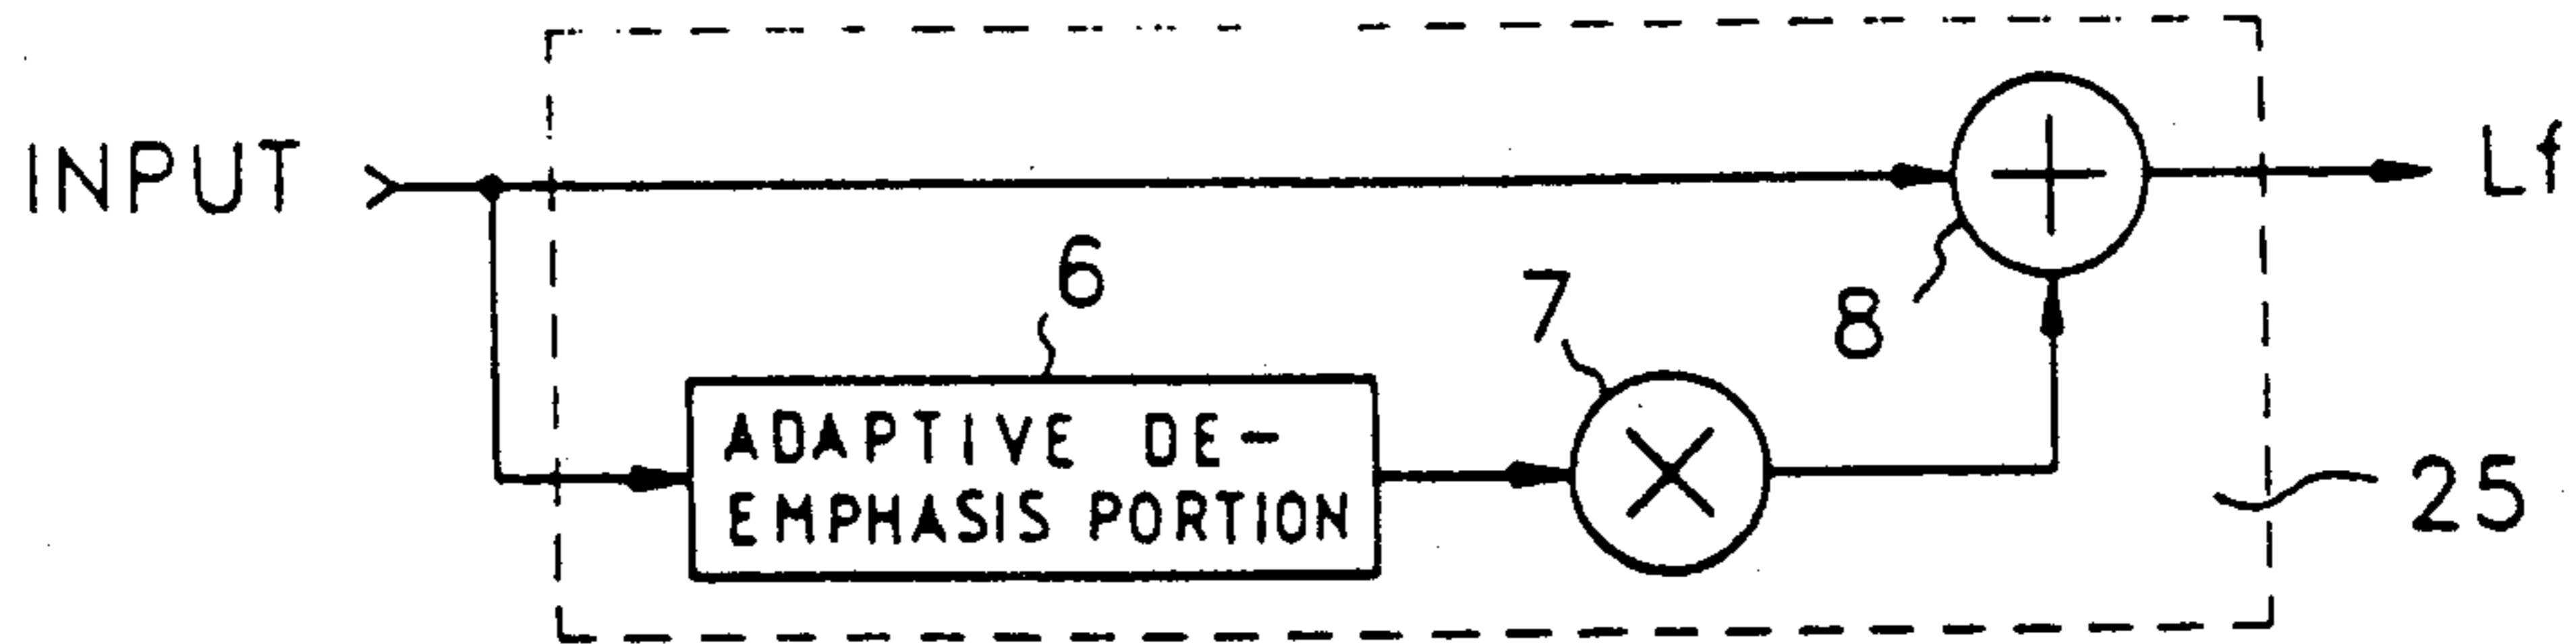 INPUT
Lf
6
7
8
ADAPTIVE DE-
EMPHASIS PORTION
25